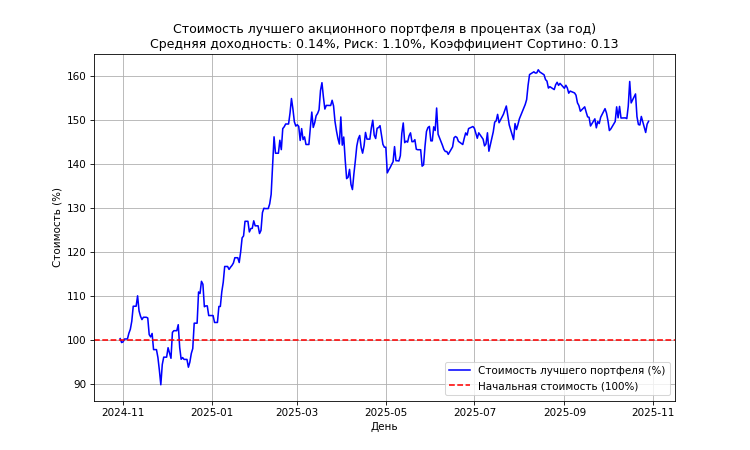 Стоимость лучшего акционного портфеля в процентах (за год)
Средняя доходность: 0.14%, Риск: 1.10%, Коэффициент Сортино: 0.13
Стоимость (%)
160
150
140
130
120
110
100
90
Стоимость лучшего портфеля (%)
Начальная стоимость (100%)
2024-11
2025-01
2025-03
2025-05
2025-07
2025-09
2025-11
День